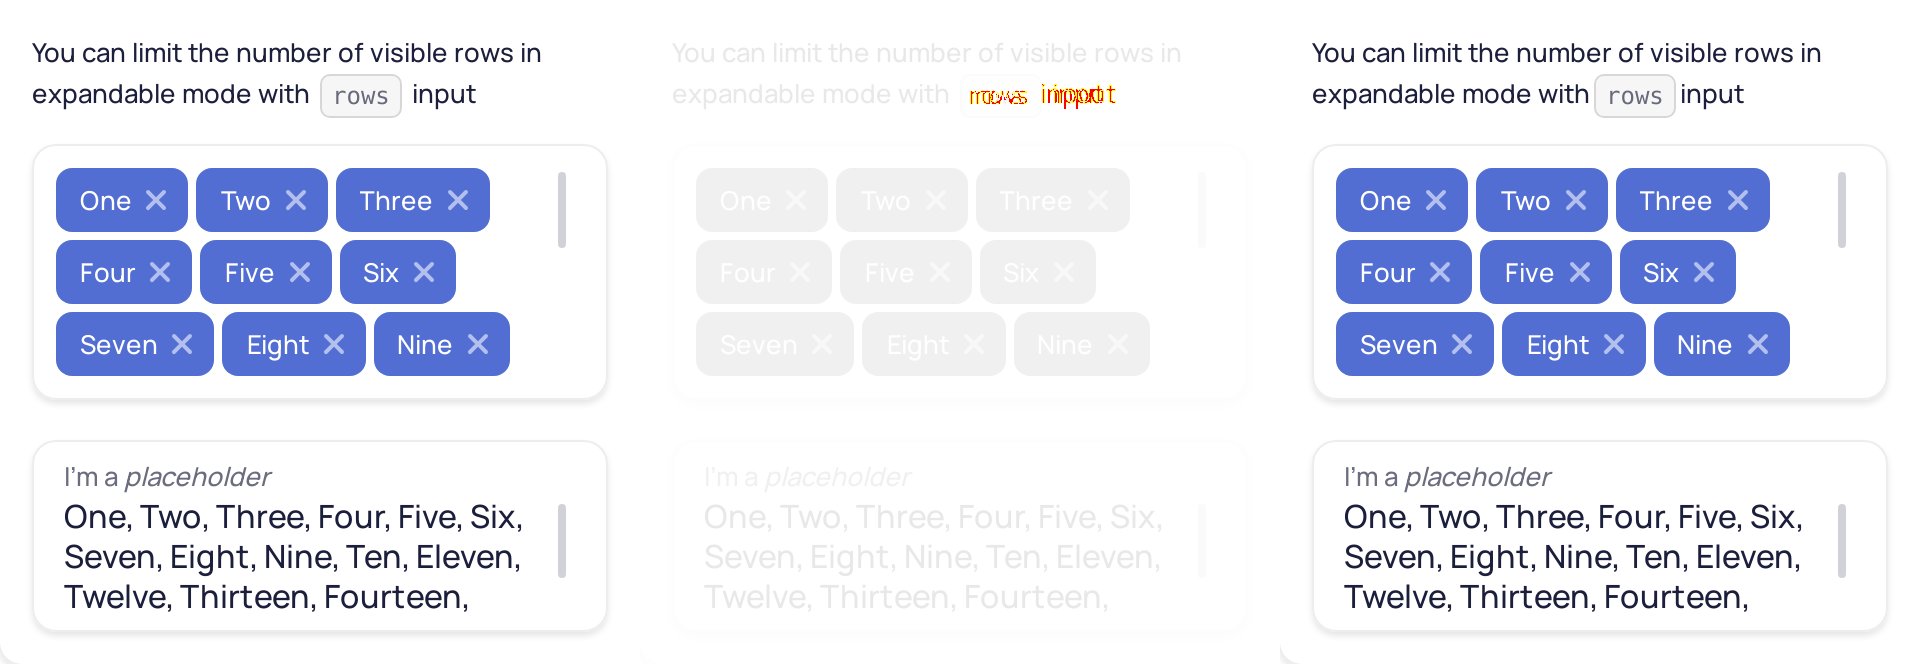 You can limit the number of visible rows in
expandable mode with rows input
One Two Three
Four Five Six
Seven Eight Nine
I'm a placeholder
One, Two, Three, Four, Five, Six,
Seven, Eight, Nine, Ten, Eleven,
Twelve, Thirteen, Fourteen,
You can limit the number of visible rows in
expandable mode with rows input
One Two Three
Four Five Six
Seven Eight Nine
I'm a placeholder
One, Two, Three, Four, Five, Six,
Seven, Eight, Nine, Ten, Eleven,
Twelve, Thirteen, Fourteen,
You can limit the number of visible rows in
expandable mode with rows input
One Two Three
Four Five Six
Seven Eight Nine
I'm a placeholder
One, Two, Three, Four, Five, Six,
Seven, Eight, Nine, Ten, Eleven,
Twelve, Thirteen, Fourteen,